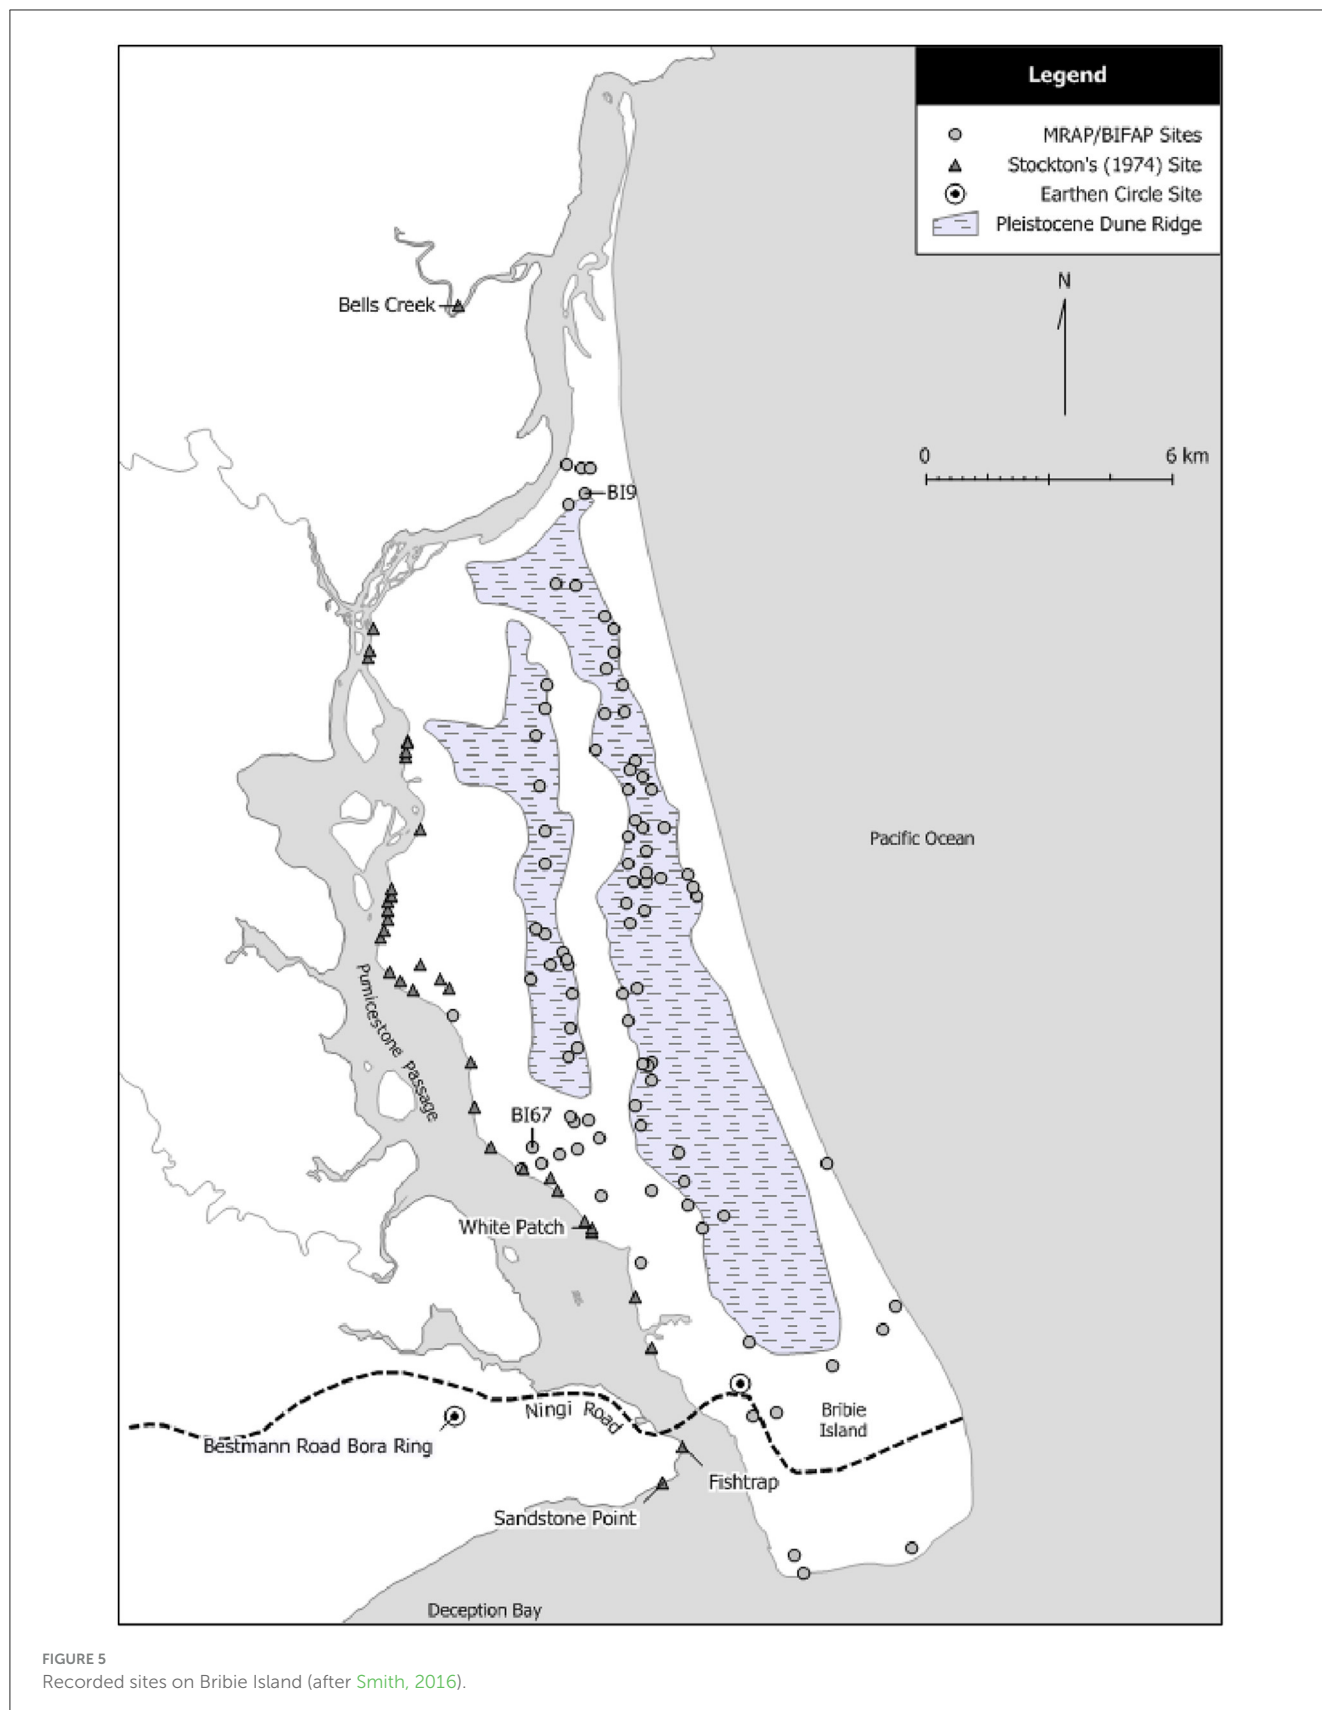 Legend
MRAP/BIFAP Sites
Stockton's (1974) Site
Earthen Circle Site
Pleistocene Dune Ridge
N
Bells Creek
0 6 km
BI9
Pacific Ocean
Pumicestone Passage
BI67
White Patch
Ningi Road
Bribie
Island
Bestmann Road Bora Ring
Fishtrap
Sandstone Point
Deception Bay
FIGURE 5
Recorded sites on Bribie Island (after Smith, 2016).